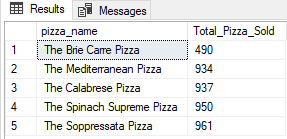 Results Messages
pizza_name Total_Pizza_Sold
1 The Brie Carre Pizza 490
2 The Mediterranean Pizza 934
3 The Calabrese Pizza 937
4 The Spinach Supreme Pizza 950
5 The Soppressata Pizza 961